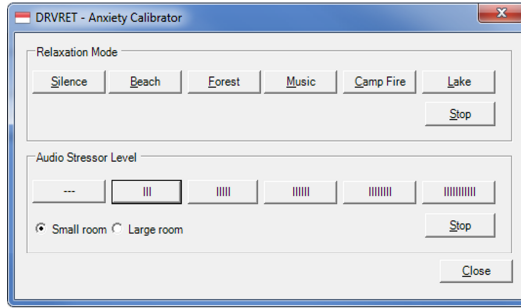 DRVRET - Anxiety Calibrator
Relaxation Mode
Silence Beach Forest Music Camp Fire Lake
Stop
Audio Stressor Level
--- ||| ||||| |||||| |||||||| |||||||||||
Small room Large room Stop
Close